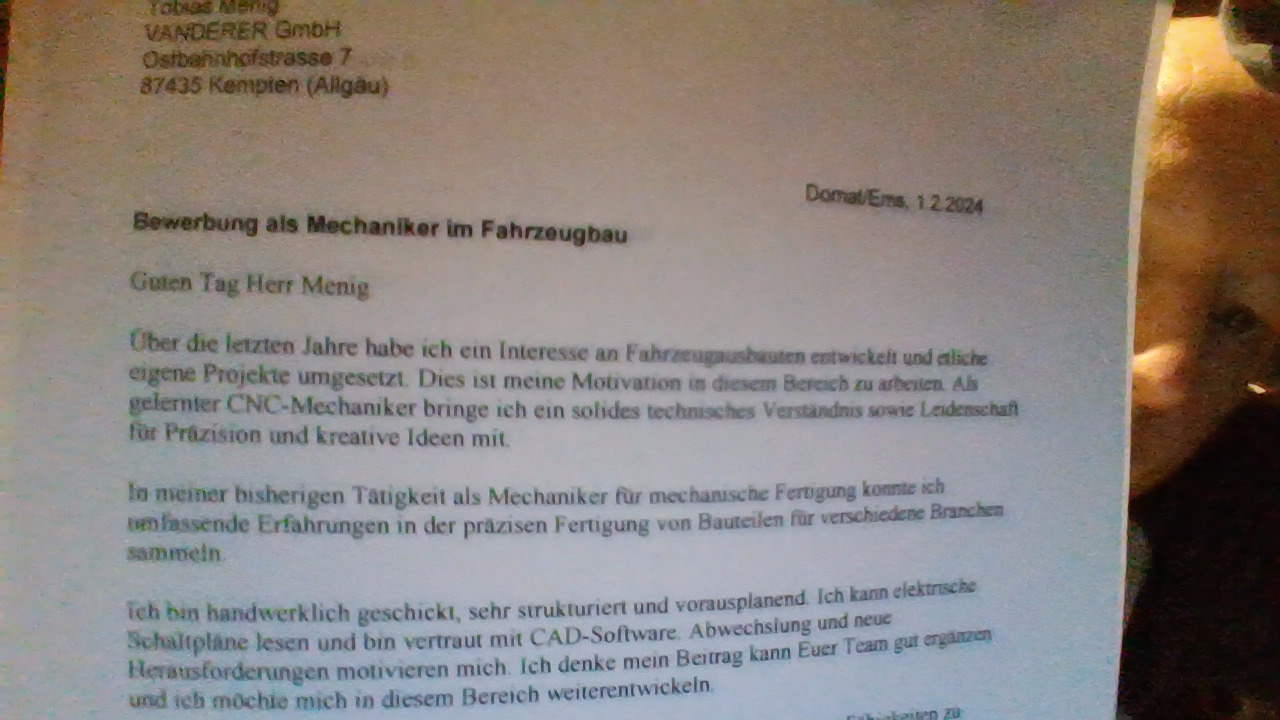 Tobias Menig
VANDERER GmbH
Ostbahnhofstrasse 7
87435 Kempten (Allgäu)
Domat/Ems, 1.2.2024
Bewerbung als Mechaniker im Fahrzeugbau
Guten Tag Herr Menig
Über die letzten Jahre habe ich ein Interesse an Fahrzeugausbauten entwickelt und etliche
eigene Projekte umgesetzt. Dies ist meine Motivation in diesem Bereich zu arbeiten. Als
gelernter CNC-Mechaniker bringe ich ein solides technisches Verständnis sowie Leidenschaft
für Präzision und kreative Ideen mit.
In meiner bisherigen Tätigkeit als Mechaniker für mechanische Fertigung konnte ich
umfassende Erfahrungen in der präzisen Fertigung von Bauteilen für verschiedene Branchen
sammeln.
Ich bin handwerklich geschickt, sehr strukturiert und vorausplanend. Ich kann elektrische
Schaltpläne lesen und bin vertraut mit CAD-Software. Abwechslung und neue
Herausforderungen motivieren mich. Ich denke mein Beitrag kann Euer Team gut ergänzen
und ich möchte mich in diesem Bereich weiterentwickeln.
Fähigkeiten zu